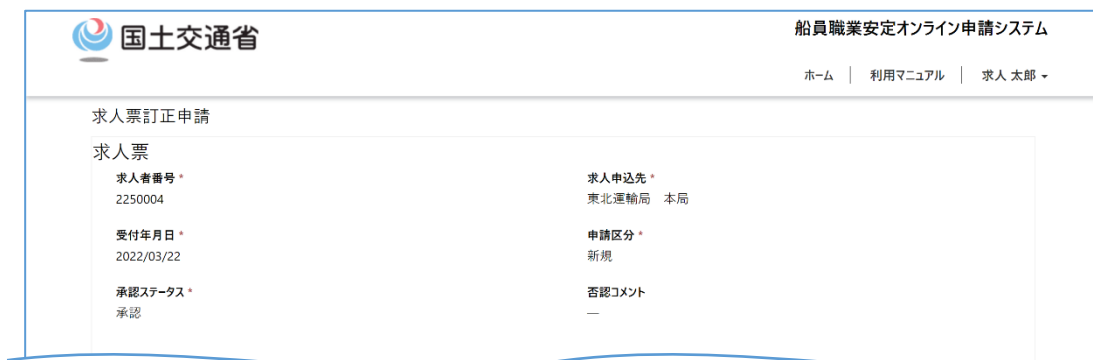 国土交通省
船員職業安定オンライン申請システム
ホーム | 利用マニュアル | 求人 太郎
求人票訂正申請
求人票
求人者番号 *
2250004
求人申込先 *
東北運輸局 本局
受付年月日 *
2022/03/22
申請区分 *
新規
承認ステータス *
承認
否認コメント
—